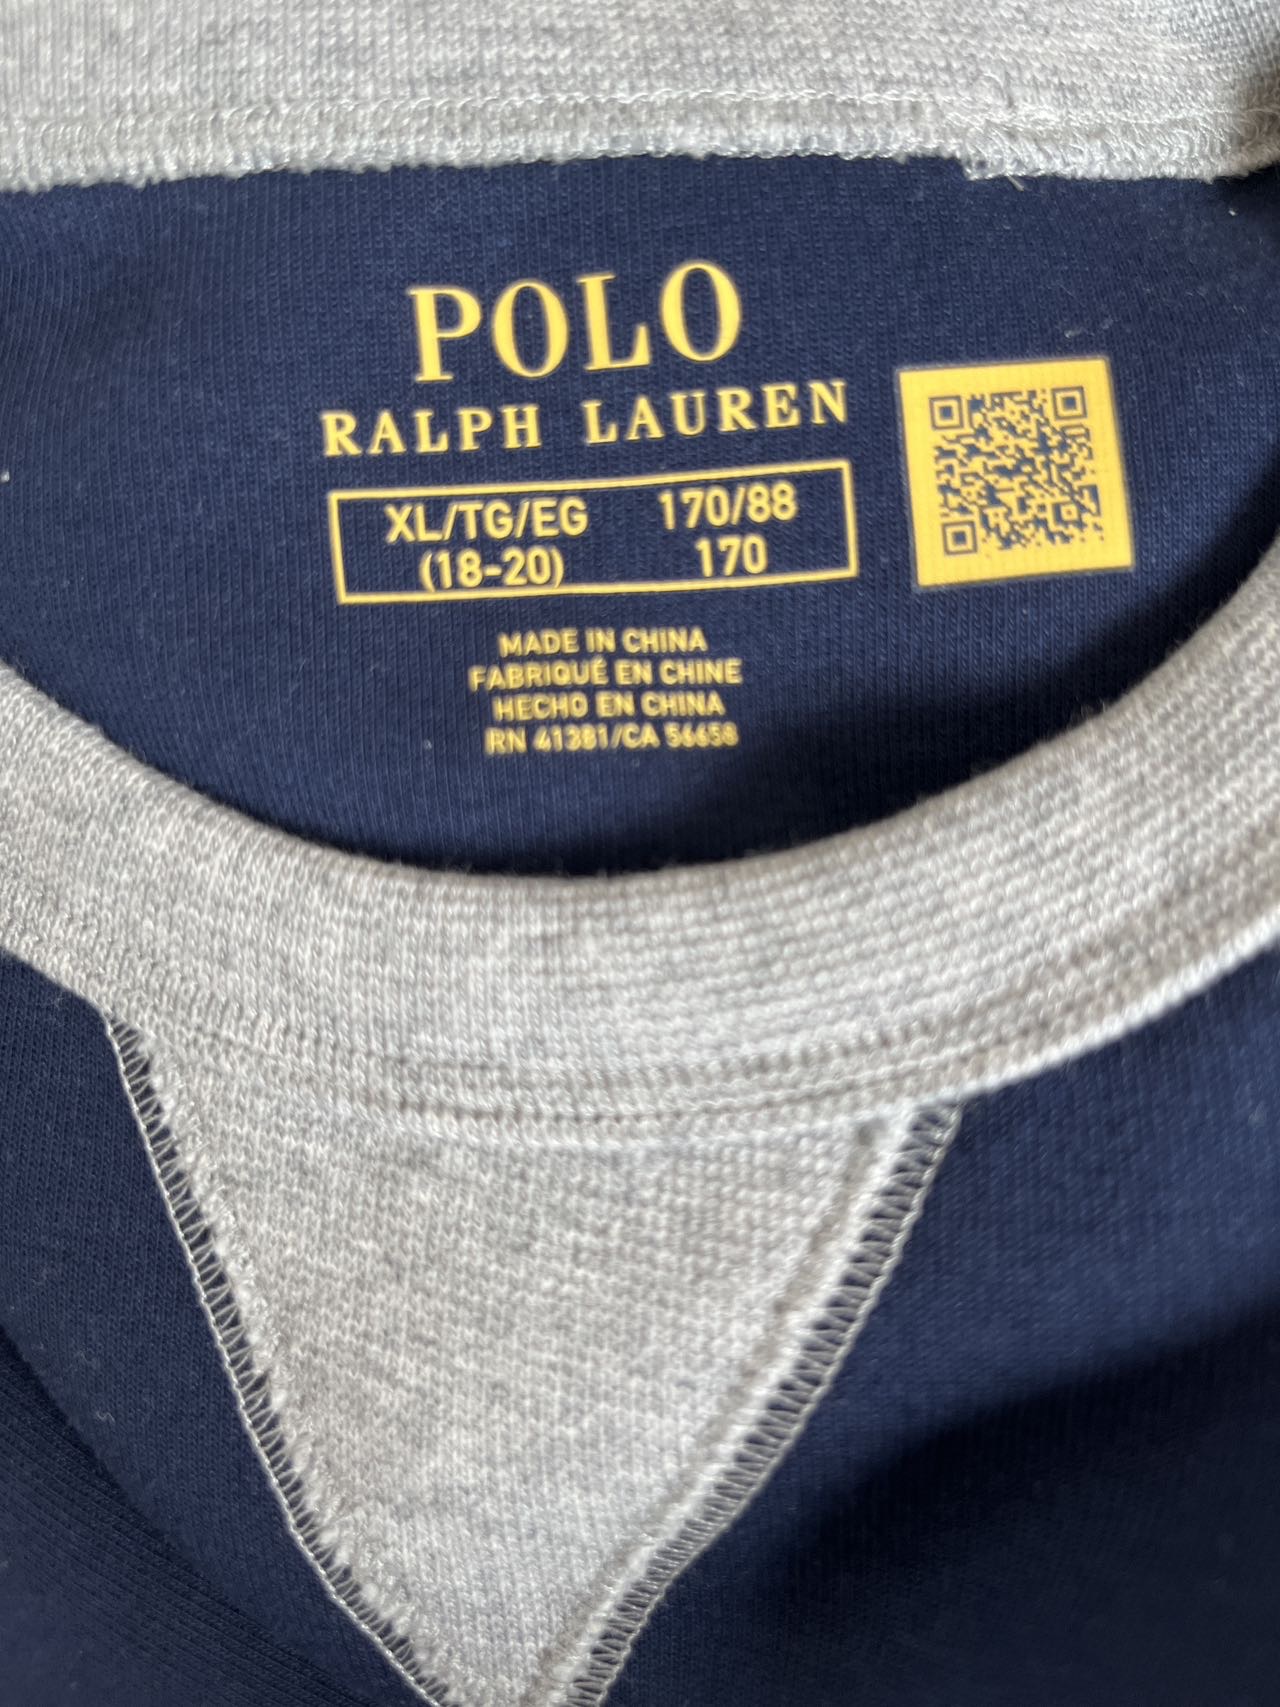 POLO
RALPH LAUREN
XL/TG/EG 170/88
(18-20) 170
MADE IN CHINA
FABRIQUÉ EN CHINE
HECHO EN CHINA
RN 41381/CA 56658